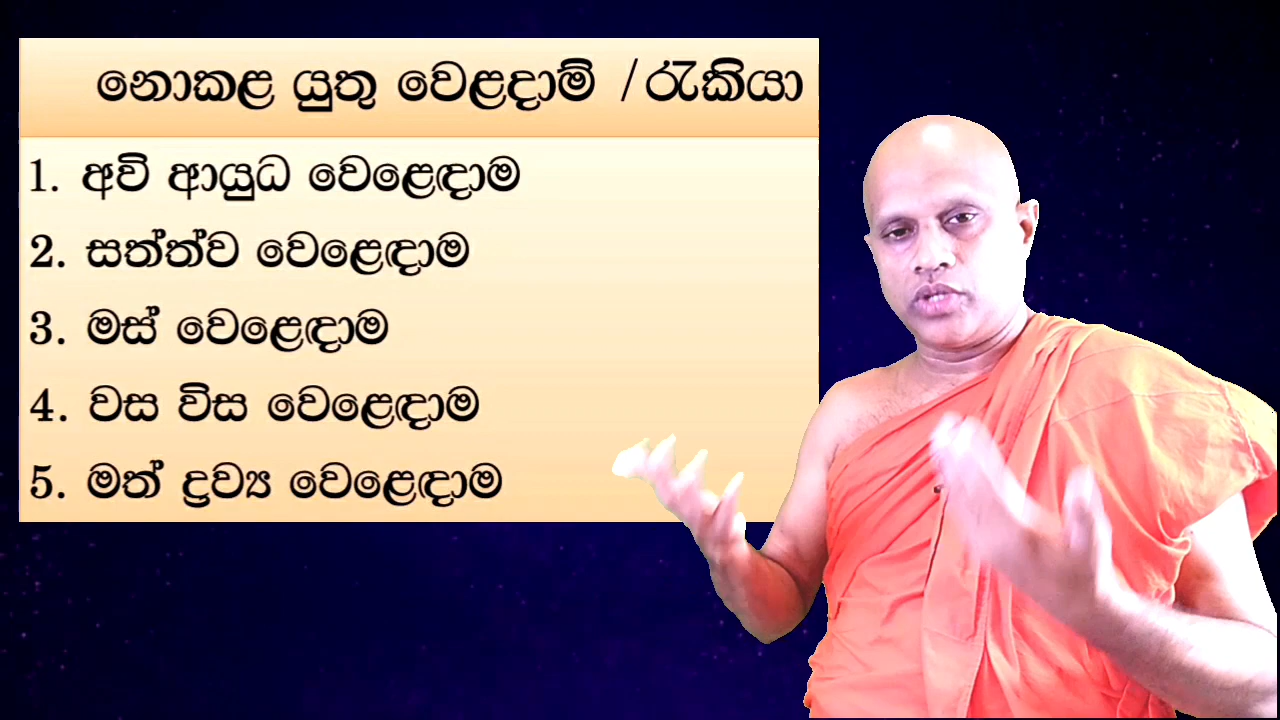 නොකළ යුතු වෙළදාම් / රැකියා
1. අවි ආයුධ වෙළෙඳාම
2. සත්ත්ව වෙළෙඳාම
3. මස් වෙළෙඳාම
4. වස විස වෙළෙඳාම
5. මත් ද්‍රව්‍ය වෙළෙඳාම